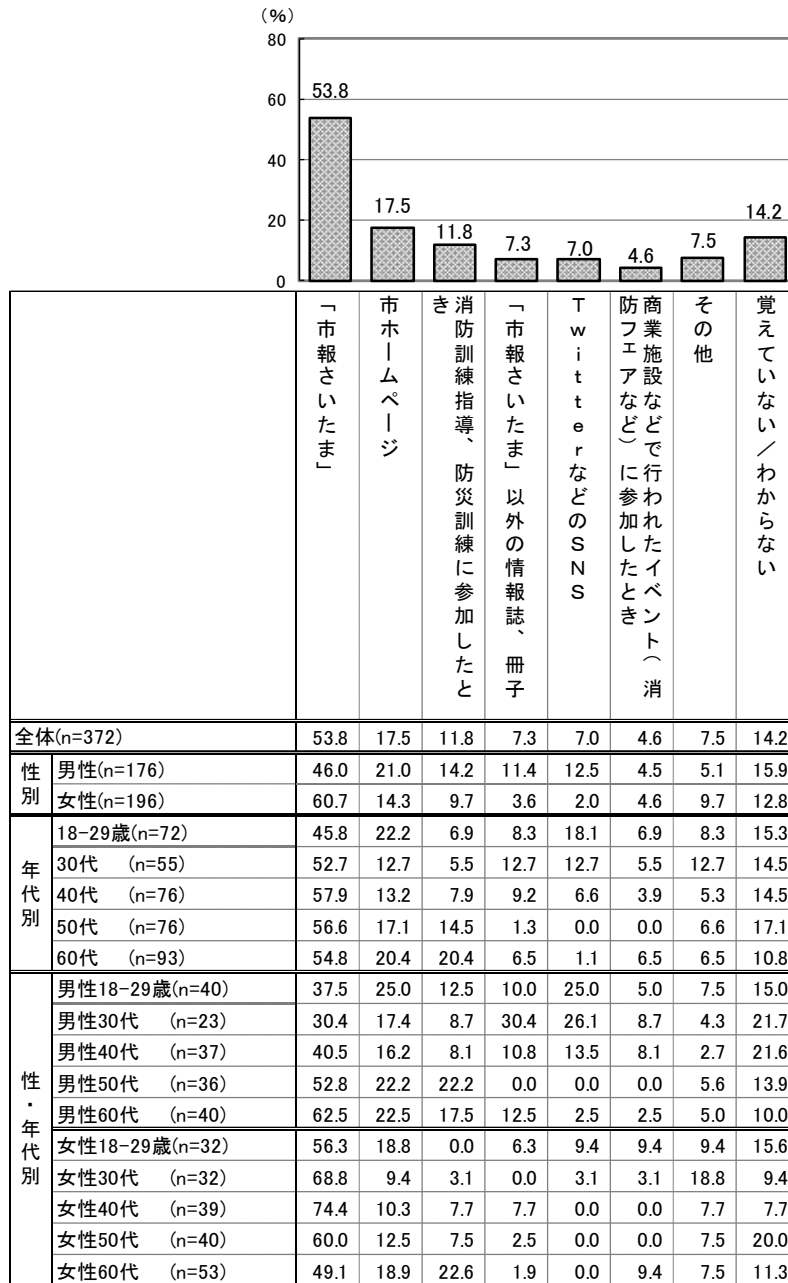 (%)
80
60
40
20
0
53.8
17.5
11.8
7.3
7.0
4.6
7.5
14.2
「市報さいたま」
市ホームページ
消防訓練指導、防災訓練に参加したと
き
「市報さいたま」以外の情報誌、冊子
TwitterなどのSNS
商業施設などで行われたイベント（消
防フェアなど）に参加したとき
その他
覚えていない／わからない
全体(n=372) 53.8 17.5 11.8 7.3 7.0 4.6 7.5 14.2
性別
男性(n=176) 46.0 21.0 14.2 11.4 12.5 4.5 5.1 15.9
女性(n=196) 60.7 14.3 9.7 3.6 2.0 4.6 9.7 12.8
年代別
18-29歳(n=72) 45.8 22.2 6.9 8.3 18.1 6.9 8.3 15.3
30代 (n=55) 52.7 12.7 5.5 12.7 12.7 5.5 12.7 14.5
40代 (n=76) 57.9 13.2 7.9 9.2 6.6 3.9 5.3 14.5
50代 (n=76) 56.6 17.1 14.5 1.3 0.0 0.0 6.6 17.1
60代 (n=93) 54.8 20.4 20.4 6.5 1.1 6.5 6.5 10.8
性・年代別
男性18-29歳(n=40) 37.5 25.0 12.5 10.0 25.0 5.0 7.5 15.0
男性30代 (n=23) 30.4 17.4 8.7 30.4 26.1 8.7 4.3 21.7
男性40代 (n=37) 40.5 16.2 8.1 10.8 13.5 8.1 2.7 21.6
男性50代 (n=36) 52.8 22.2 22.2 0.0 0.0 0.0 5.6 13.9
男性60代 (n=40) 62.5 22.5 17.5 12.5 2.5 2.5 5.0 10.0
女性18-29歳(n=32) 56.3 18.8 0.0 6.3 9.4 9.4 9.4 15.6
女性30代 (n=32) 68.8 9.4 3.1 0.0 3.1 3.1 18.8 9.4
女性40代 (n=39) 74.4 10.3 7.7 7.7 0.0 0.0 7.7 7.7
女性50代 (n=40) 60.0 12.5 7.5 2.5 0.0 0.0 7.5 20.0
女性60代 (n=53) 49.1 18.9 22.6 1.9 0.0 9.4 7.5 11.3